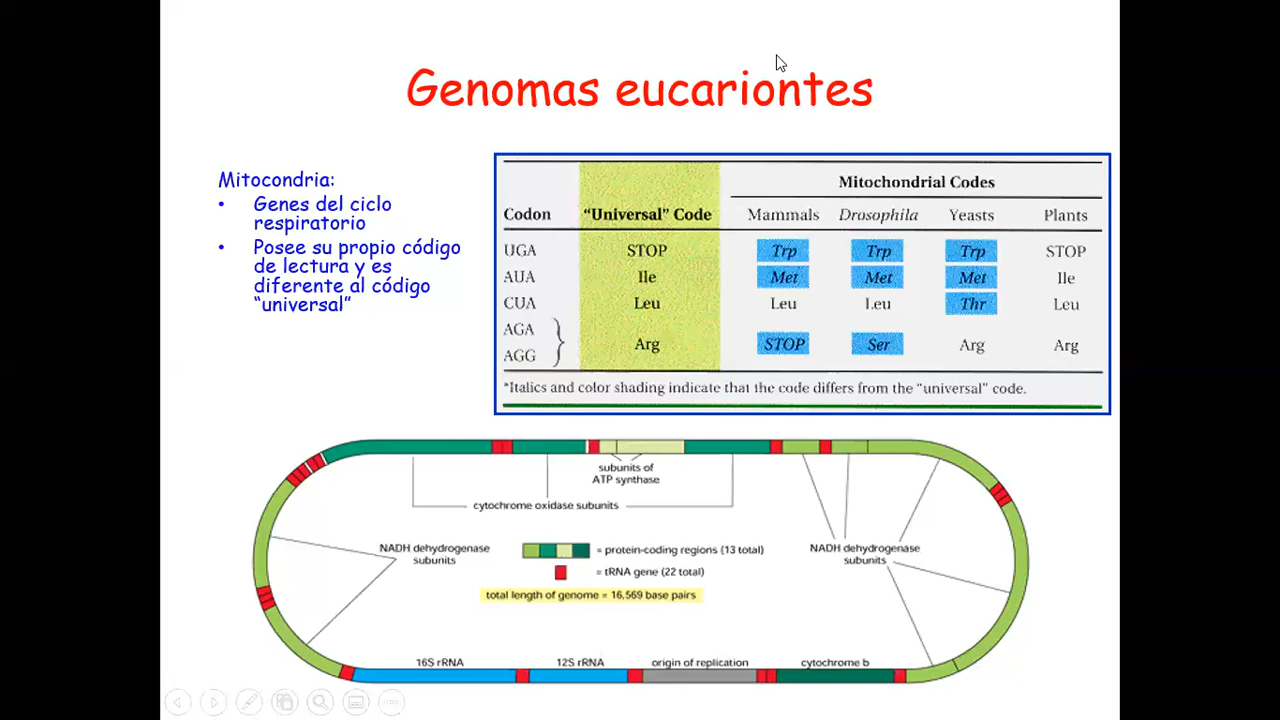 Genomas eucariontes
Mitocondria:
• Genes del ciclo
respiratorio
• Posee su propio código
de lectura y es
diferente al código
“universal”
Mitochondrial Codes
Codon “Universal” Code Mammals Drosophila Yeasts Plants
UGA STOP Trp Trp Trp STOP
AUA Ile Met Met Met Ile
CUA Leu Leu Leu Thr Leu
AGA
Arg STOP Ser Arg Arg
AGG
*Italics and color shading indicate that the code differs from the “universal” code.
subunits of
ATP synthase
cytochrome oxidase subunits
NADH dehydrogenase
subunits
= protein-coding regions (13 total)
= tRNA gene (22 total)
total length of genome = 16,569 base pairs
NADH dehydrogenase
subunits
16S rRNA 12S rRNA origin of replication cytochrome b